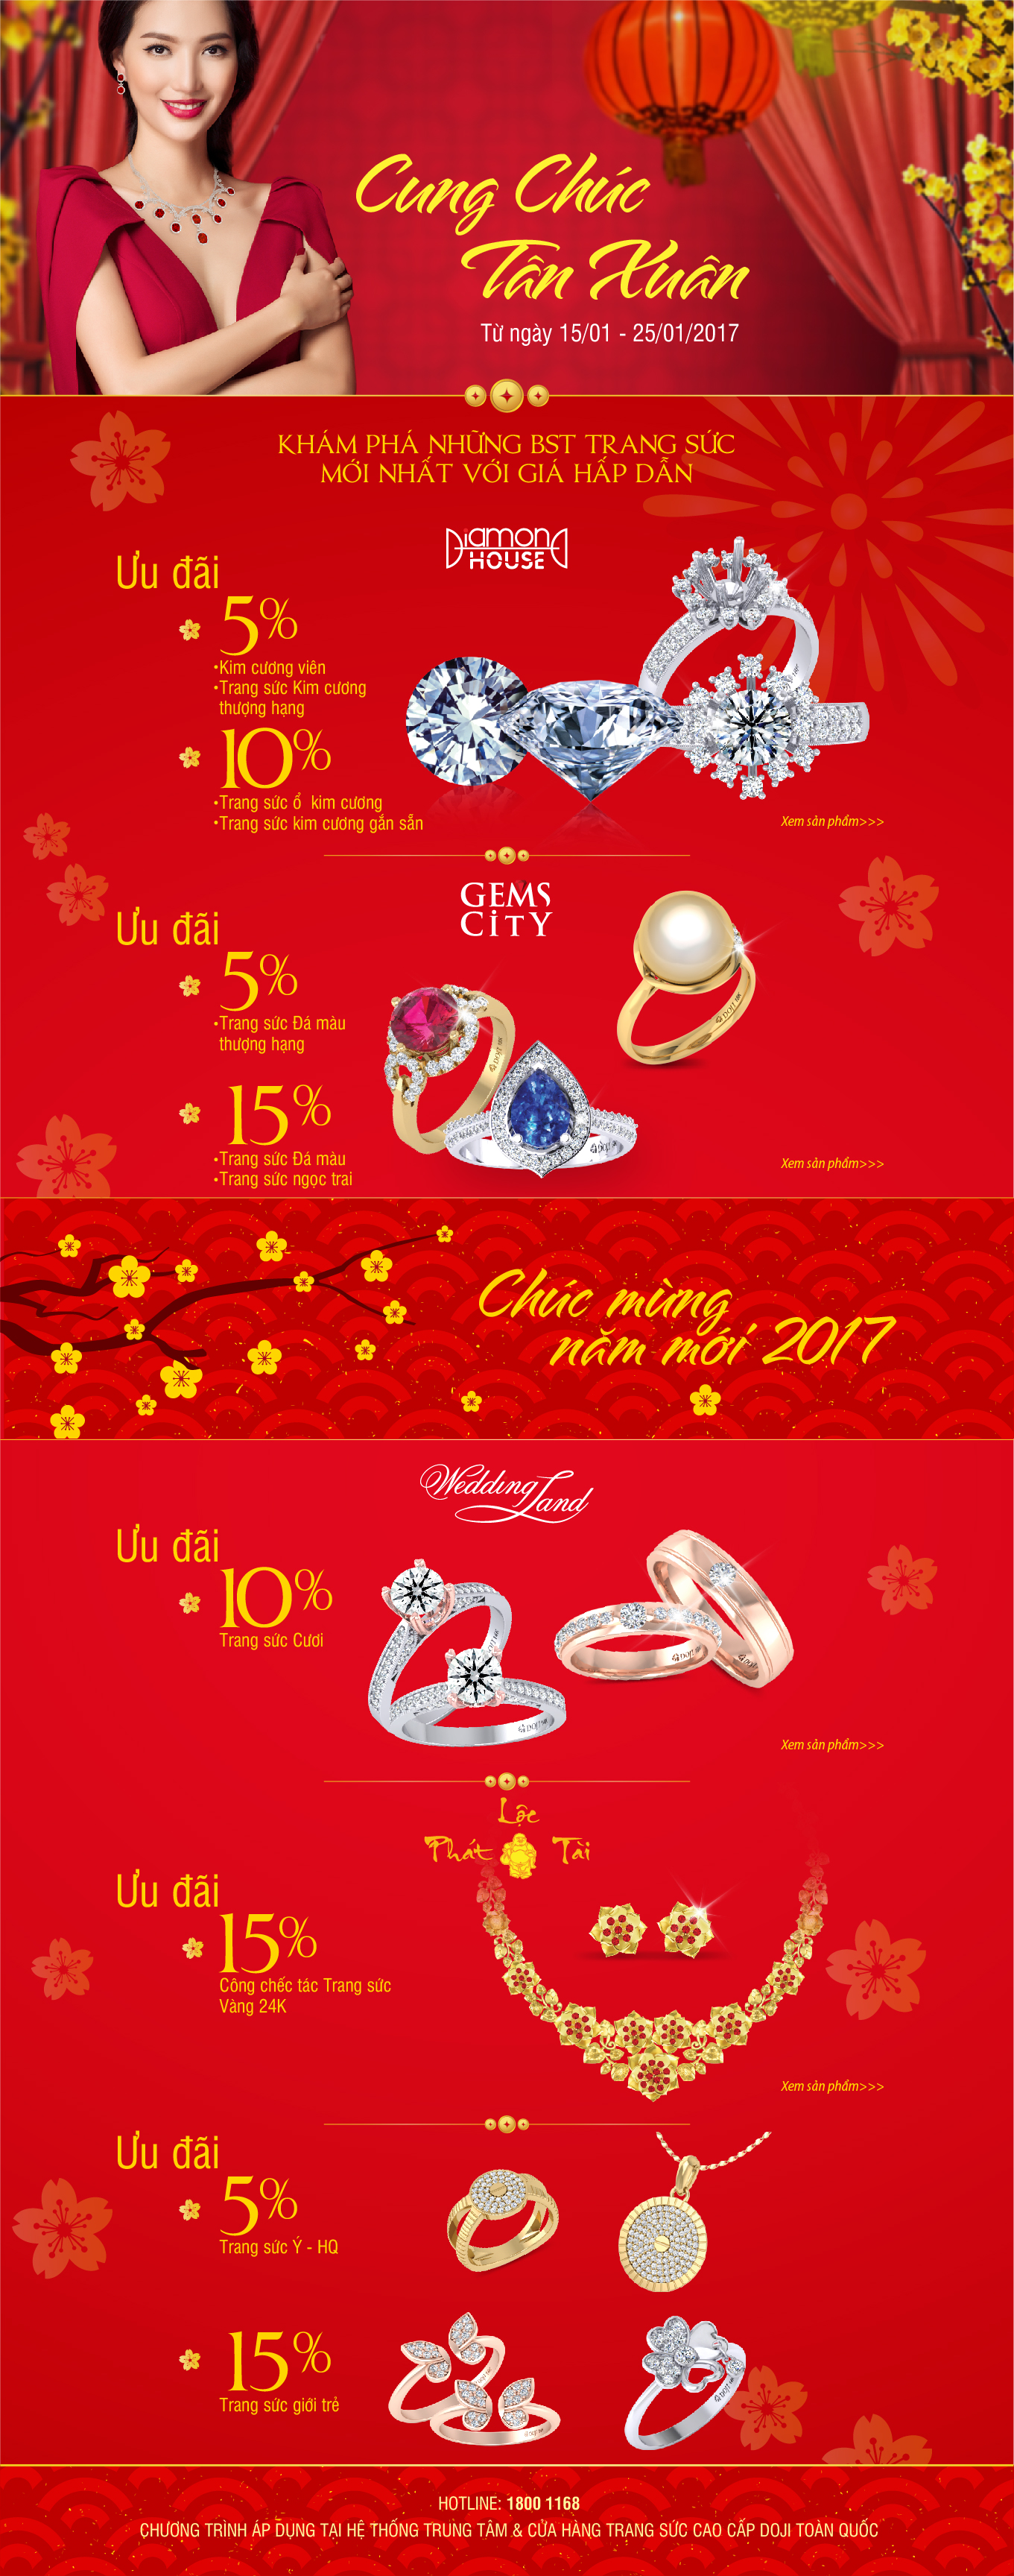 Cung Chúc
Tân Xuân
Từ ngày 15/01 - 25/01/2017
KHÁM PHÁ NHỮNG BST TRANG SỨC
MỚI NHẤT VỚI GIÁ HẤP DẪN
Diamond
HOUSE
Ưu đãi
5%
•Kim cương viên
•Trang sức Kim cương
thượng hạng
10%
•Trang sức ổ kim cương
•Trang sức kim cương gắn sẵn
Xem sản phẩm>>>
GEMS
CiTY
Ưu đãi
5%
•Trang sức Đá màu
thượng hạng
15%
•Trang sức Đá màu
•Trang sức ngọc trai
Xem sản phẩm>>>
Chúc mừng
năm mới 2017
Wedding Land
Ưu đãi
10%
Trang sức Cươi
Xem sản phẩm>>>
Lộc
Phát Tài
Ưu đãi
15%
Công chếc tác Trang sức
Vàng 24K
Xem sản phẩm>>>
Ưu đãi
5%
Trang sức Ý - HQ
15%
Trang sức giới trẻ
HOTLINE: 1800 1168
CHƯƠNG TRÌNH ÁP DỤNG TẠI HỆ THỐNG TRUNG TÂM & CỬA HÀNG TRANG SỨC CAO CẤP DOJI TOÀN QUỐC